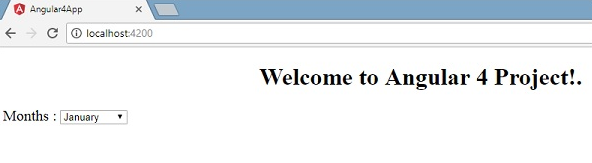 Angular4App
localhost:4200
Welcome to Angular 4 Project!.
Months : January